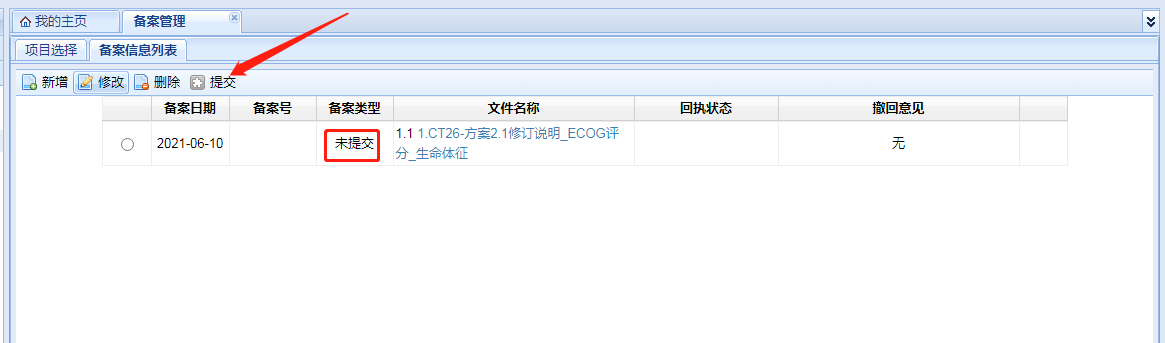 我的主页 备案管理
项目选择 备案信息列表
新增 修改 删除 提交
备案日期 备案号 备案类型 文件名称 回执状态 撤回意见
2021-06-10 未提交 1.1 1.CT26-方案2.1修订说明_ECOG评 无
分_生命体征